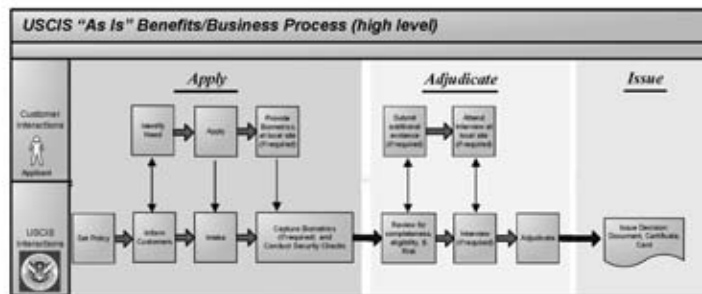 USCIS "As Is" Benefits/Business Process (high level)
Apply
Adjudicate
Issue
Customer
Interactions
Applicant
Identify
Need
Apply
Provide
Biometrics
at local site
(if required)
Submit
additional
evidence
(if required)
Attend
Interview at
local site (if
required)
USCIS
Interactions
Set Policy
Inform
Customers
Intake
Capture Biometrics
(if required) and
Conduct Security Checks
Review for
completeness,
eligibility, &
Risk
Interview
(if required)
Adjudicate
Issue Decision
Document, Certificate,
Card